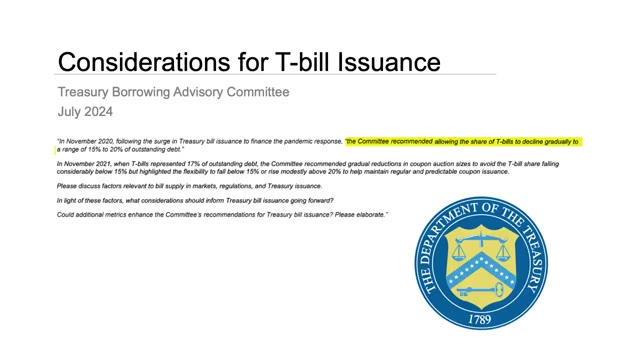 Considerations for T-bill Issuance
Treasury Borrowing Advisory Committee
July 2024
"In November 2020, following the surge in Treasury bill issuance to finance the pandemic response, "the Committee recommended allowing the share of T-bills to decline gradually to
a range of 15% to 20% of outstanding debt."
In November 2021, when T-bills represented 17% of outstanding debt, the Committee recommended gradual reductions in coupon auction sizes to avoid the T-bill share falling
considerably below 15% but highlighted the flexibility to fall below 15% or rise modestly above 20% to help maintain regular and predictable coupon issuance.
Please discuss factors relevant to bill supply in markets, regulations, and Treasury issuance.
In light of these factors, what considerations should inform Treasury bill issuance going forward?
Could additional metrics enhance the Committee's recommendations for Treasury bill issuance? Please elaborate."
THE DEPARTMENT OF THE TREASURY
1789